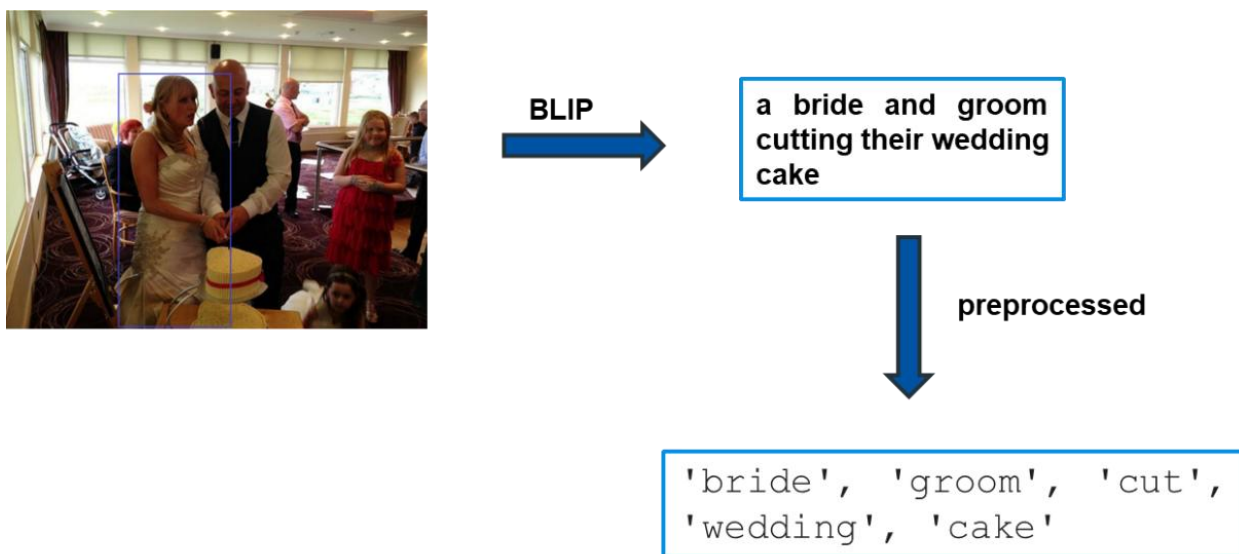 BLIP
a bride and groom
cutting their wedding
cake
preprocessed
'bride', 'groom', 'cut',
'wedding', 'cake'